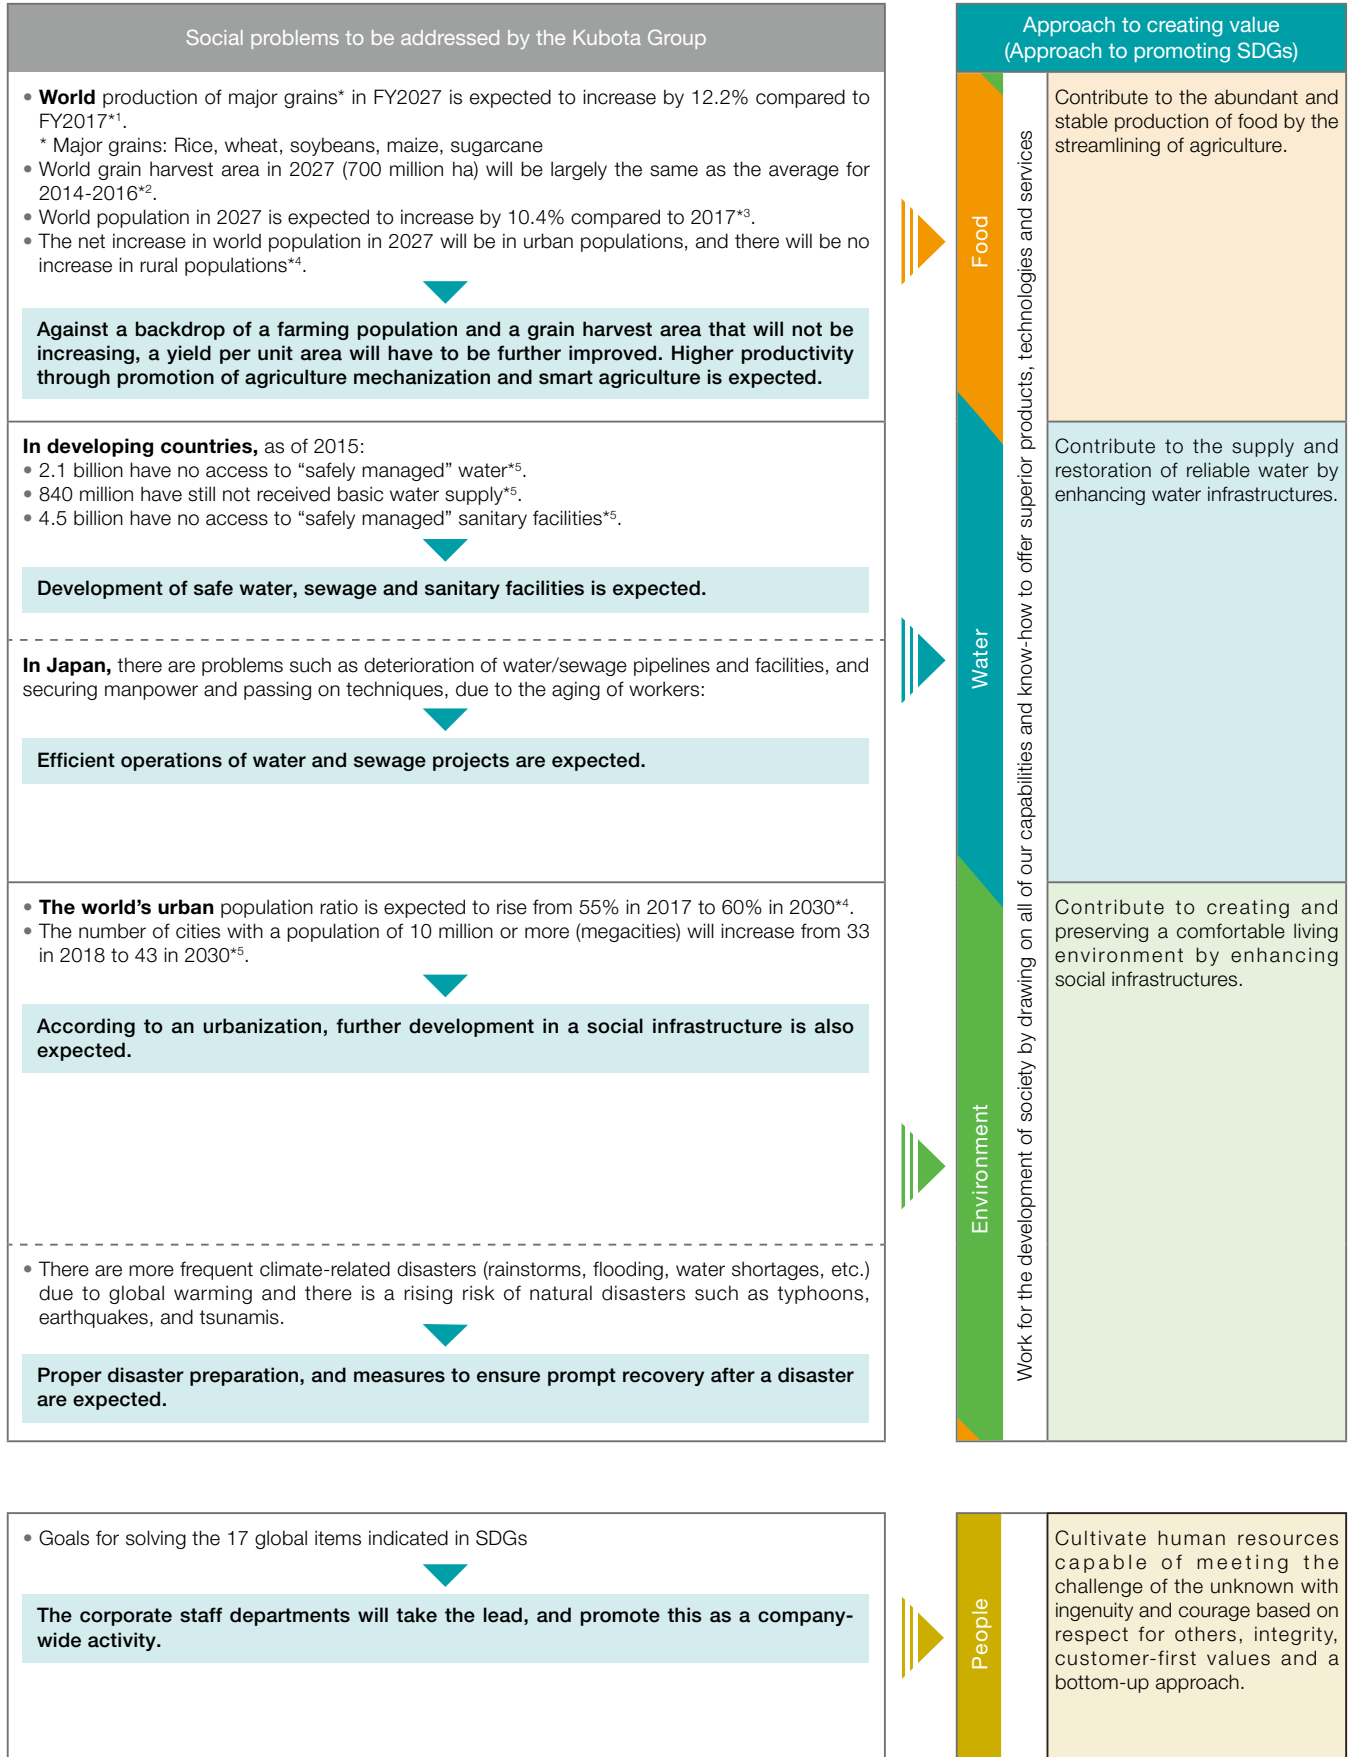 Social problems to be addressed by the Kubota Group
• World production of major grains* in FY2027 is expected to increase by 12.2% compared to
FY2017*1.
* Major grains: Rice, wheat, soybeans, maize, sugarcane
• World grain harvest area in 2027 (700 million ha) will be largely the same as the average for
2014-2016*2.
• World population in 2027 is expected to increase by 10.4% compared to 2017*3.
• The net increase in world population in 2027 will be in urban populations, and there will be no
increase in rural populations*4.
Against a backdrop of a farming population and a grain harvest area that will not be
increasing, a yield per unit area will have to be further improved. Higher productivity
through promotion of agriculture mechanization and smart agriculture is expected.
In developing countries, as of 2015:
• 2.1 billion have no access to “safely managed” water*5.
• 840 million have still not received basic water supply*5.
• 4.5 billion have no access to “safely managed” sanitary facilities*5.
Development of safe water, sewage and sanitary facilities is expected.
In Japan, there are problems such as deterioration of water/sewage pipelines and facilities, and
securing manpower and passing on techniques, due to the aging of workers:
Efficient operations of water and sewage projects are expected.
• The world’s urban population ratio is expected to rise from 55% in 2017 to 60% in 2030*4.
• The number of cities with a population of 10 million or more (megacities) will increase from 33
in 2018 to 43 in 2030*5.
According to an urbanization, further development in a social infrastructure is also
expected.
• There are more frequent climate-related disasters (rainstorms, flooding, water shortages, etc.)
due to global warming and there is a rising risk of natural disasters such as typhoons,
earthquakes, and tsunamis.
Proper disaster preparation, and measures to ensure prompt recovery after a disaster
are expected.
Approach to creating value
(Approach to promoting SDGs)
Food
Water
Environment
Work for the development of society by drawing on all of our capabilities and know-how to offer superior products, technologies and services
Contribute to the abundant and
stable production of food by the
streamlining of agriculture.
Contribute to the supply and
restoration of reliable water by
enhancing water infrastructures.
Contribute to creating and
preserving a comfortable living
environment by enhancing
social infrastructures.
• Goals for solving the 17 global items indicated in SDGs
The corporate staff departments will take the lead, and promote this as a company-
wide activity.
People
Cultivate human resources
capable of meeting the
challenge of the unknown with
ingenuity and courage based on
respect for others, integrity,
customer-first values and a
bottom-up approach.